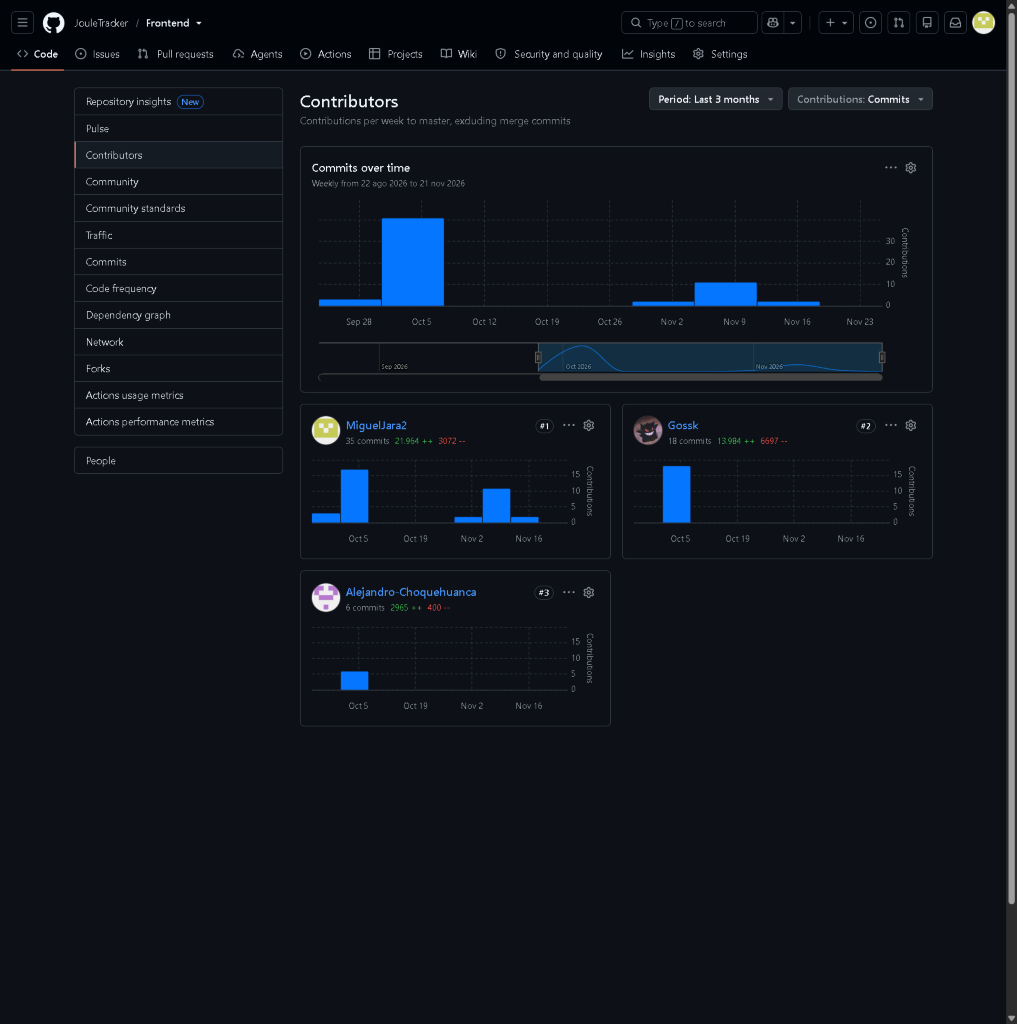 JouleTracker / Frontend
Type / to search
Code Issues Pull requests Agents Actions Projects Wiki Security and quality Insights Settings
Repository insights New
Pulse
Contributors
Community
Community standards
Traffic
Commits
Code frequency
Dependency graph
Network
Forks
Actions usage metrics
Actions performance metrics
People
Contributors
Contributions per week to master, excluding merge commits
Period: Last 3 months
Contributions: Commits
Commits over time
Weekly from 22 ago 2026 to 21 nov 2026
30
20
10
0
Contributions
Sep 28 Oct 5 Oct 12 Oct 19 Oct 26 Nov 2 Nov 9 Nov 16 Nov 23
Sep 2026 Oct 2026 Nov 2026
MiguelJara2 #1
35 commits 21.964 ++ 3072 --
15
10
5
0
Contributions
Oct 5 Oct 19 Nov 2 Nov 16
Gossk #2
18 commits 13.984 ++ 6697 --
15
10
5
0
Contributions
Oct 5 Oct 19 Nov 2 Nov 16
Alejandro-Choquehuanca #3
6 commits 2965 ++ 400 --
15
10
5
0
Contributions
Oct 5 Oct 19 Nov 2 Nov 16